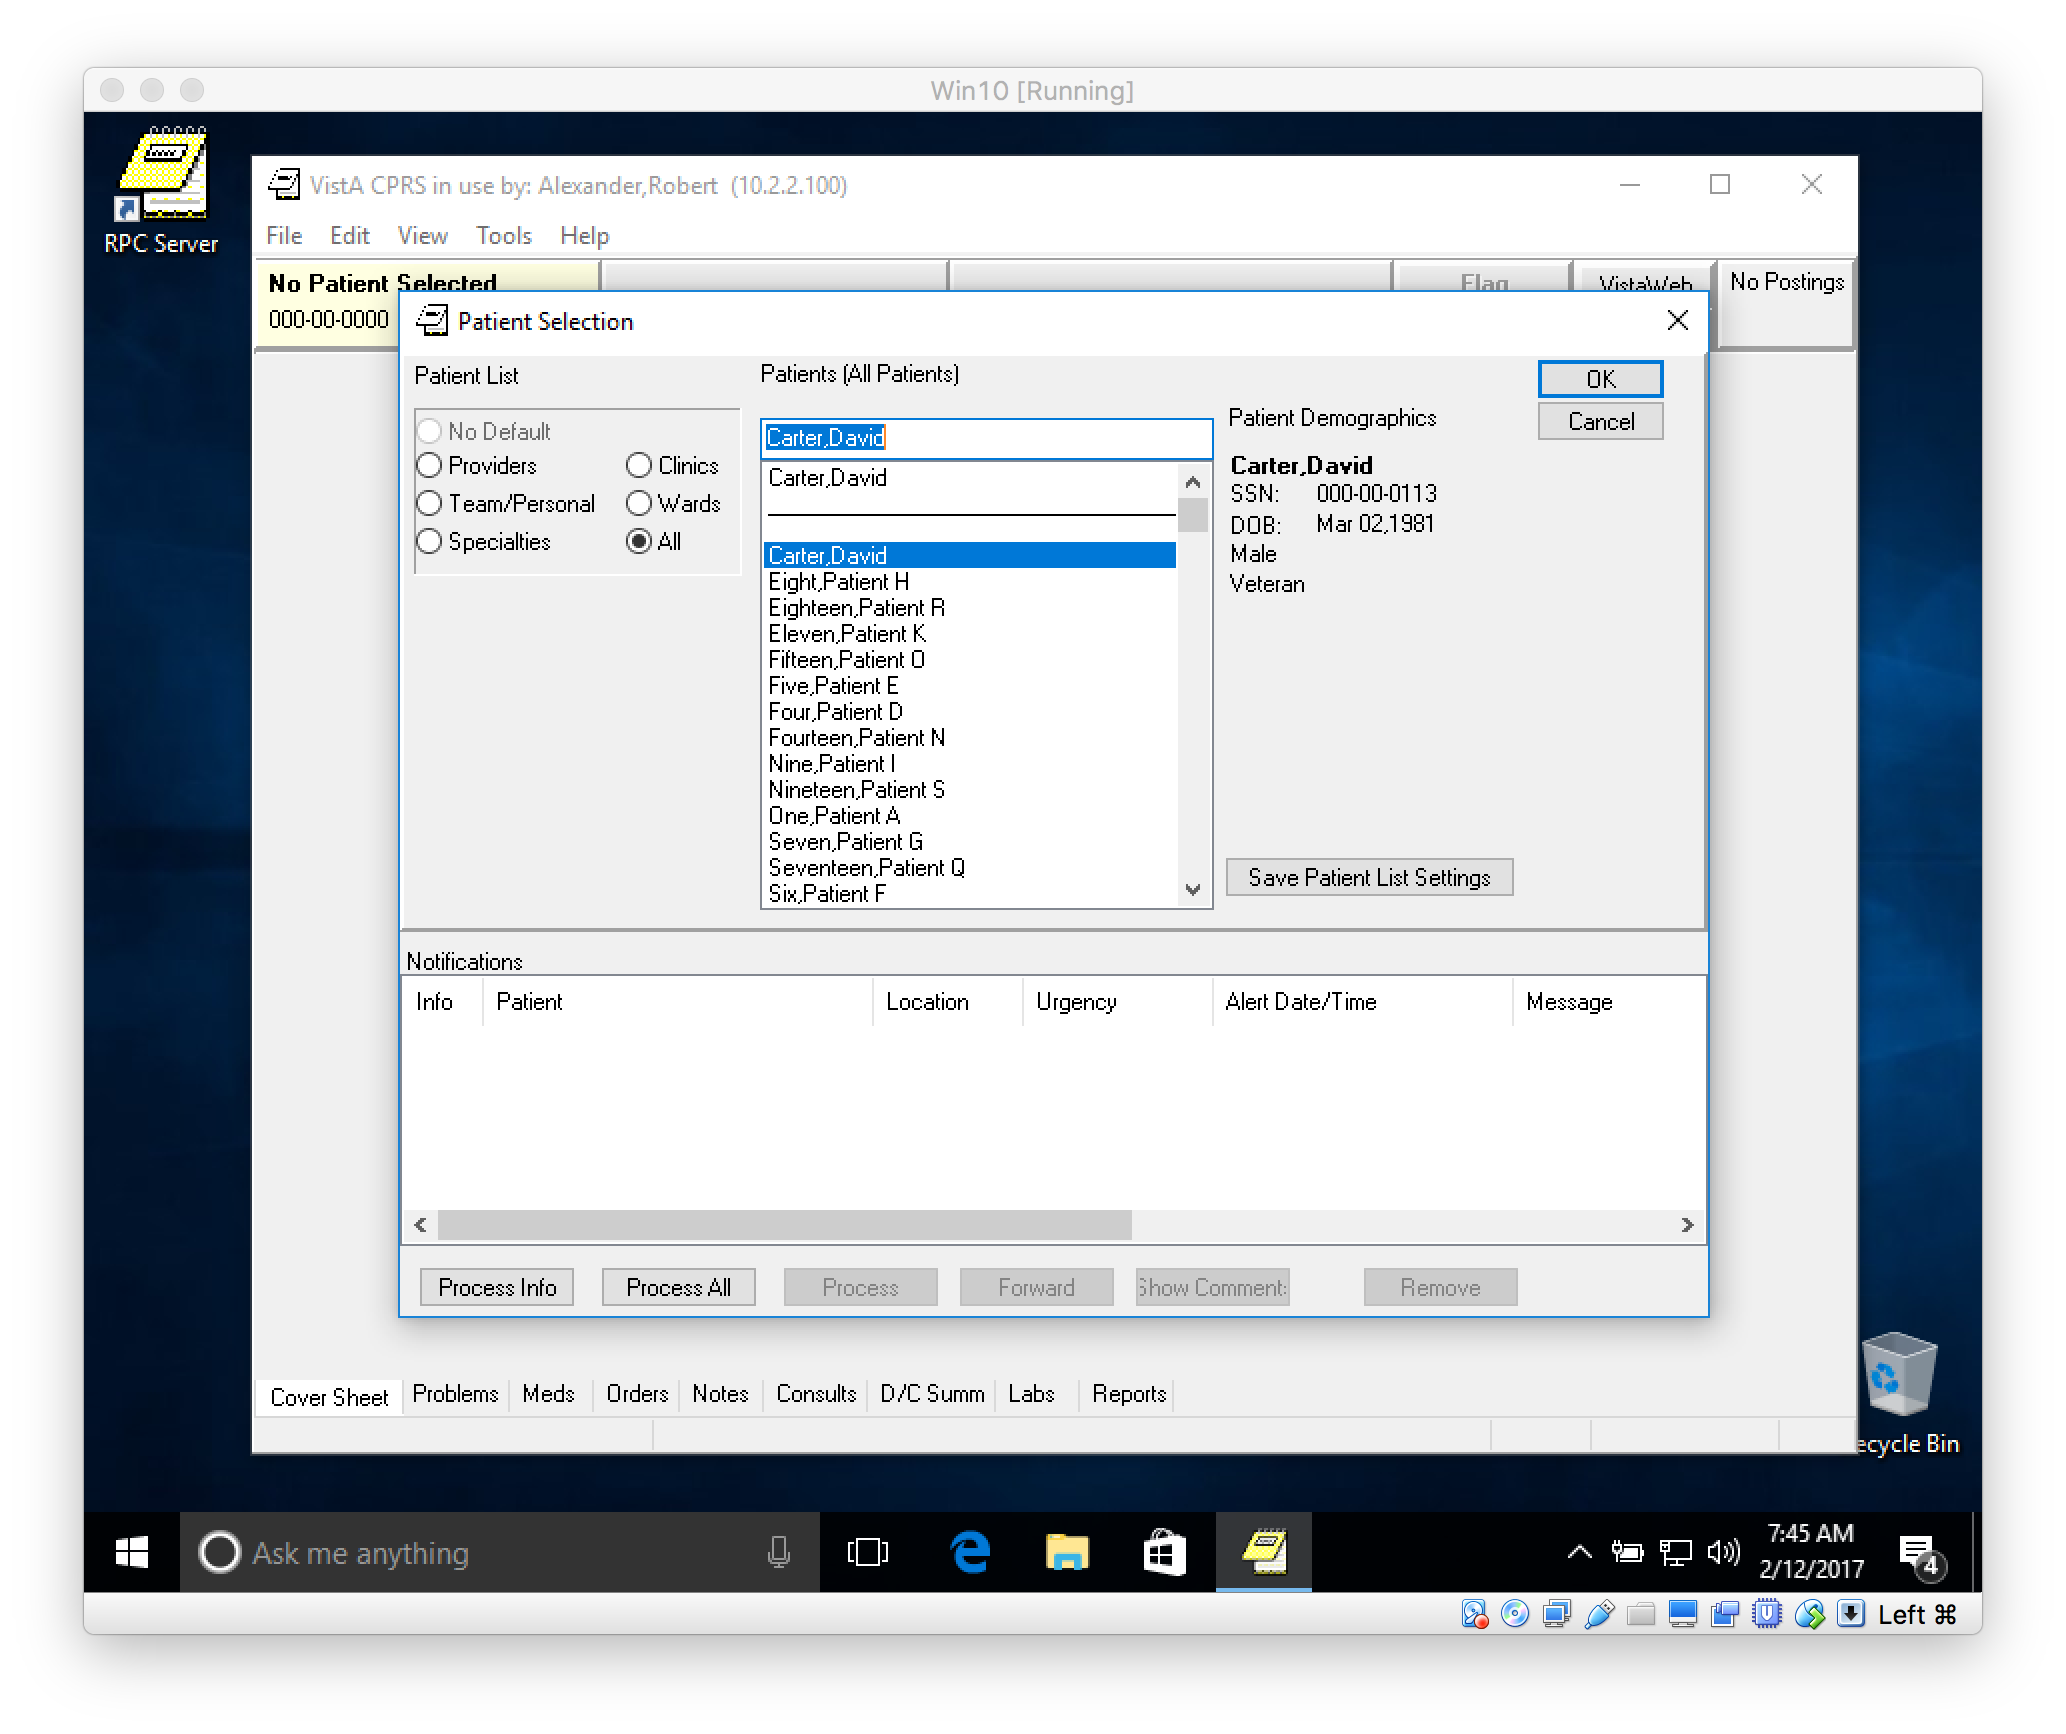 Win10 [Running]
RPC Server
VistA CPRS in use by: Alexander,Robert (10.2.2.100)
File Edit View Tools Help
No Patient Selected
000-00-0000
Flag
VistaWeb
No Postings
Patient Selection
Patient List
No Default
Providers
Clinics
Team/Personal
Wards
Specialties
All
Patients (All Patients)
Carter,David
Carter,David
Carter,David
Eight,Patient H
Eighteen,Patient R
Eleven,Patient K
Fifteen,Patient O
Five,Patient E
Four,Patient D
Fourteen,Patient N
Nine,Patient I
Nineteen,Patient S
One,Patient A
Seven,Patient G
Seventeen,Patient Q
Six,Patient F
OK
Cancel
Patient Demographics
Carter,David
SSN: 000-00-0113
DOB: Mar 02,1981
Male
Veteran
Save Patient List Settings
Notifications
Info Patient Location Urgency Alert Date/Time Message
Process Info Process All Process Forward Show Comments Remove
Cover Sheet Problems Meds Orders Notes Consults D/C Summ Labs Reports
ecycle Bin
Ask me anything
7:45 AM
2/12/2017
4
Left ⌘